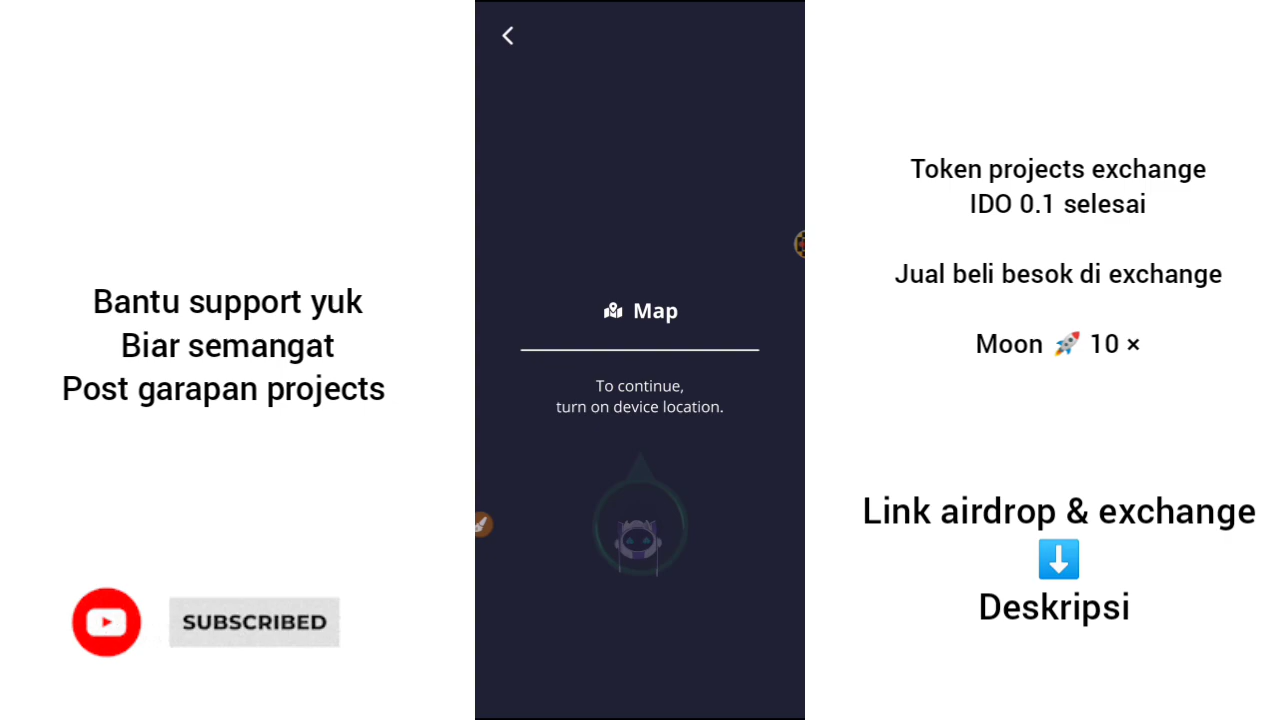 Bantu support yuk
Biar semangat
Post garapan projects
SUBSCRIBED
Map
To continue,
turn on device location.
Token projects exchange
IDO 0.1 selesai
Jual beli besok di exchange
Moon 🚀 10 ×
Link airdrop & exchange
⬇️
Deskripsi